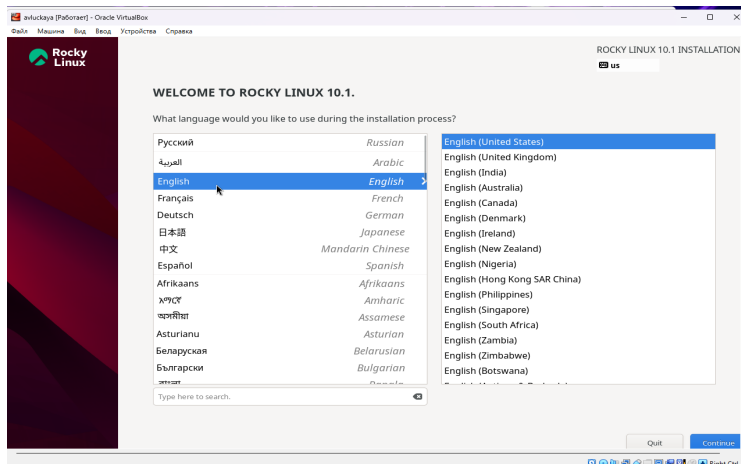 avluckaya [Работает] - Oracle VirtualBox
Файл Машина Вид Ввод Устройства Справка
Rocky
Linux
ROCKY LINUX 10.1 INSTALLATION
us
WELCOME TO ROCKY LINUX 10.1.
What language would you like to use during the installation process?
Русский Russian
العربية Arabic
English English
Français French
Deutsch German
日本語 Japanese
中文 Mandarin Chinese
Español Spanish
Afrikaans Afrikaans
አማርኛ Amharic
অসমীয়া Assamese
Asturianu Asturian
Беларуская Belarusian
Български Bulgarian
English (United States)
English (United Kingdom)
English (India)
English (Australia)
English (Canada)
English (Denmark)
English (Ireland)
English (New Zealand)
English (Nigeria)
English (Hong Kong SAR China)
English (Philippines)
English (Singapore)
English (South Africa)
English (Zambia)
English (Zimbabwe)
English (Botswana)
Type here to search.
Quit Continue
Right Ctrl